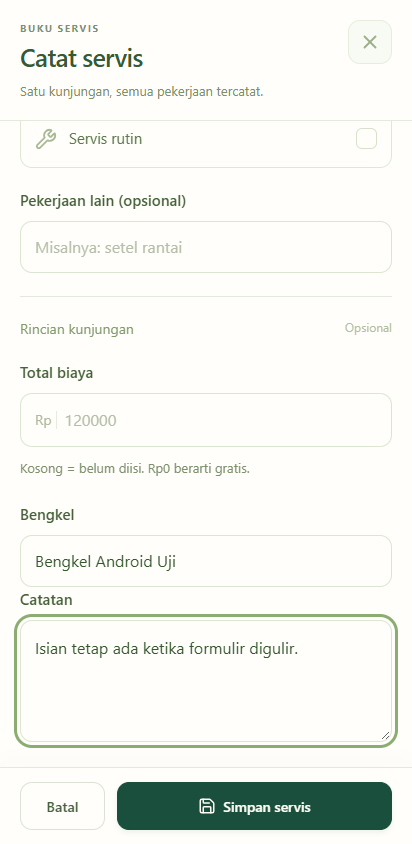 BUKU SERVIS
Catat servis
Satu kunjungan, semua pekerjaan tercatat.
Servis rutin
Pekerjaan lain (opsional)
Misalnya: setel rantai
Rincian kunjungan
Opsional
Total biaya
Rp 120000
Kosong = belum diisi. Rp0 berarti gratis.
Bengkel
Bengkel Android Uji
Catatan
Isian tetap ada ketika formulir digulir.
Batal
Simpan servis